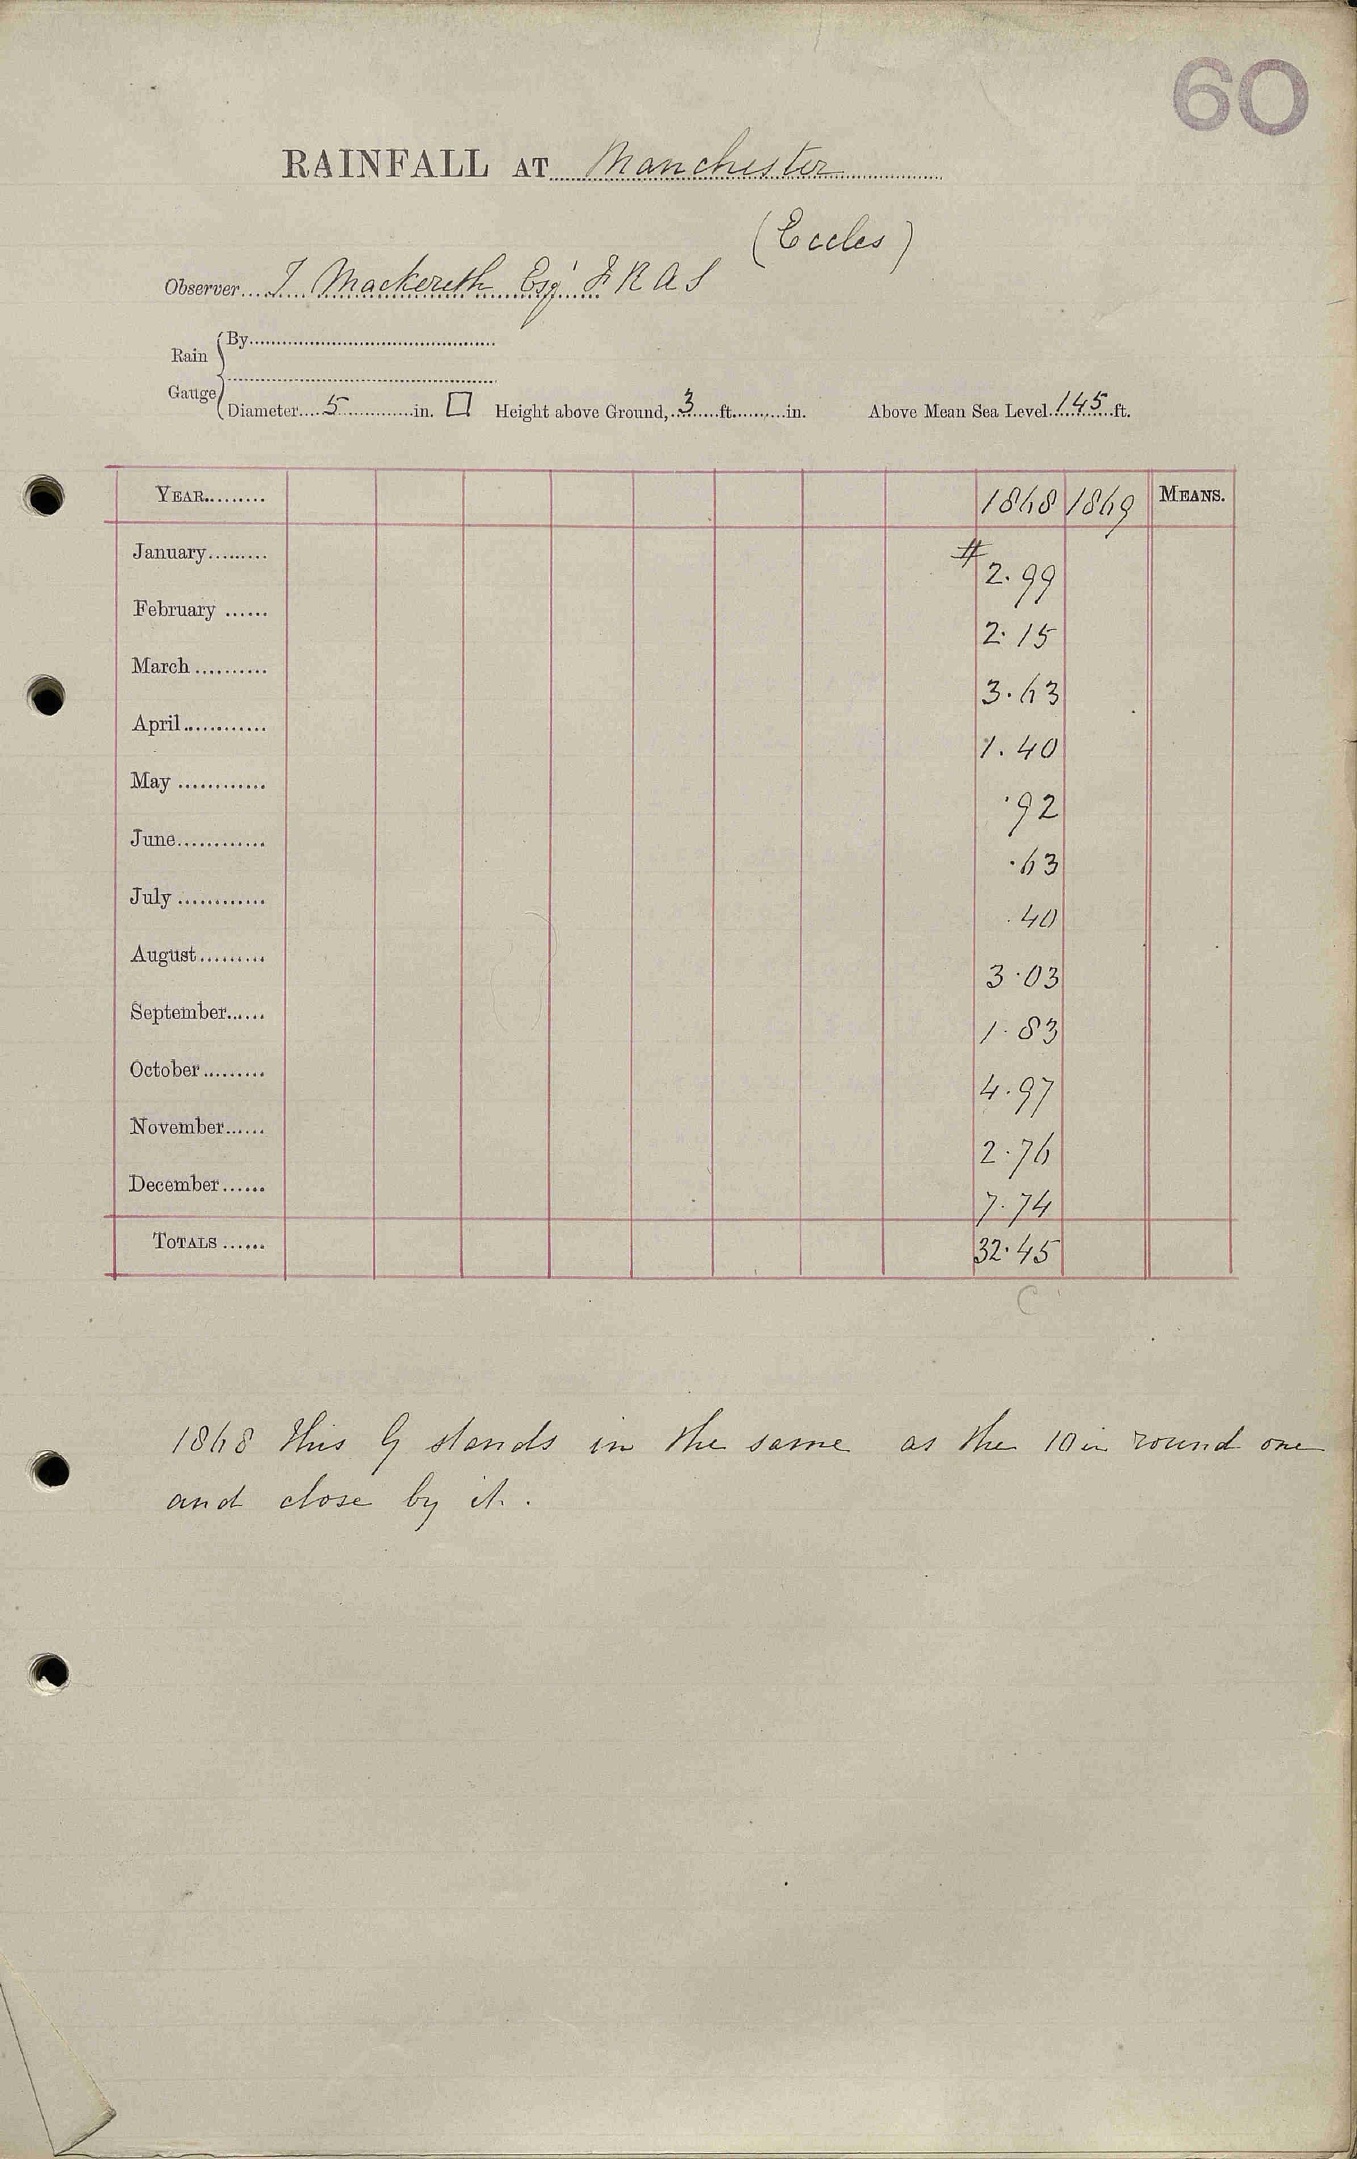 60
RAINFALL AT Manchester
(Eccles)
Observer T Mackereth Esqr F R A S
Rain Gauge
By
Diameter 5 in. □ Height above Ground, 3 ft. in. Above Mean Sea Level 145 ft.
YEAR 1868 1869 MEANS.
January # 2.99
February 2.15
March 3.63
April 1.40
May .92
June .63
July .40
August 3.03
September 1.83
October 4.97
November 2.76
December 7.74
TOTALS 32.45
C
1868 This G stands in the same as the 10 in round one
and close by it.